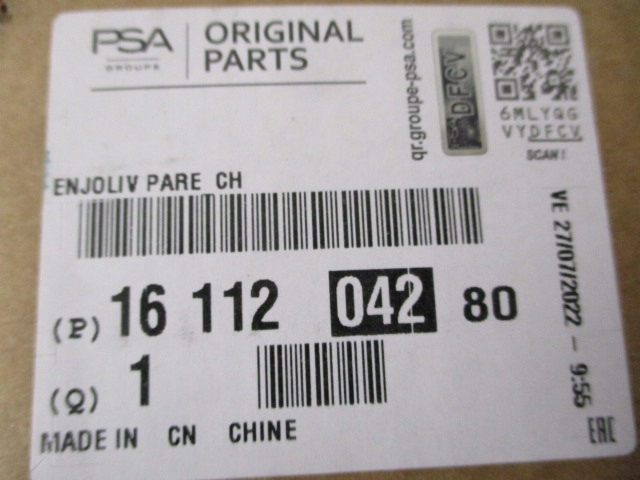 PSA
GROUPE
ORIGINAL
PARTS
qr.groupe-psa.com
DFCV
6MLYQG
VYDFCV
SCAN!
ENJOLIV PARE CH
VE 27/07/2022 - 9:55
(P) 16 112 042 80
(Q) 1
MADE IN CN CHINE
EAC